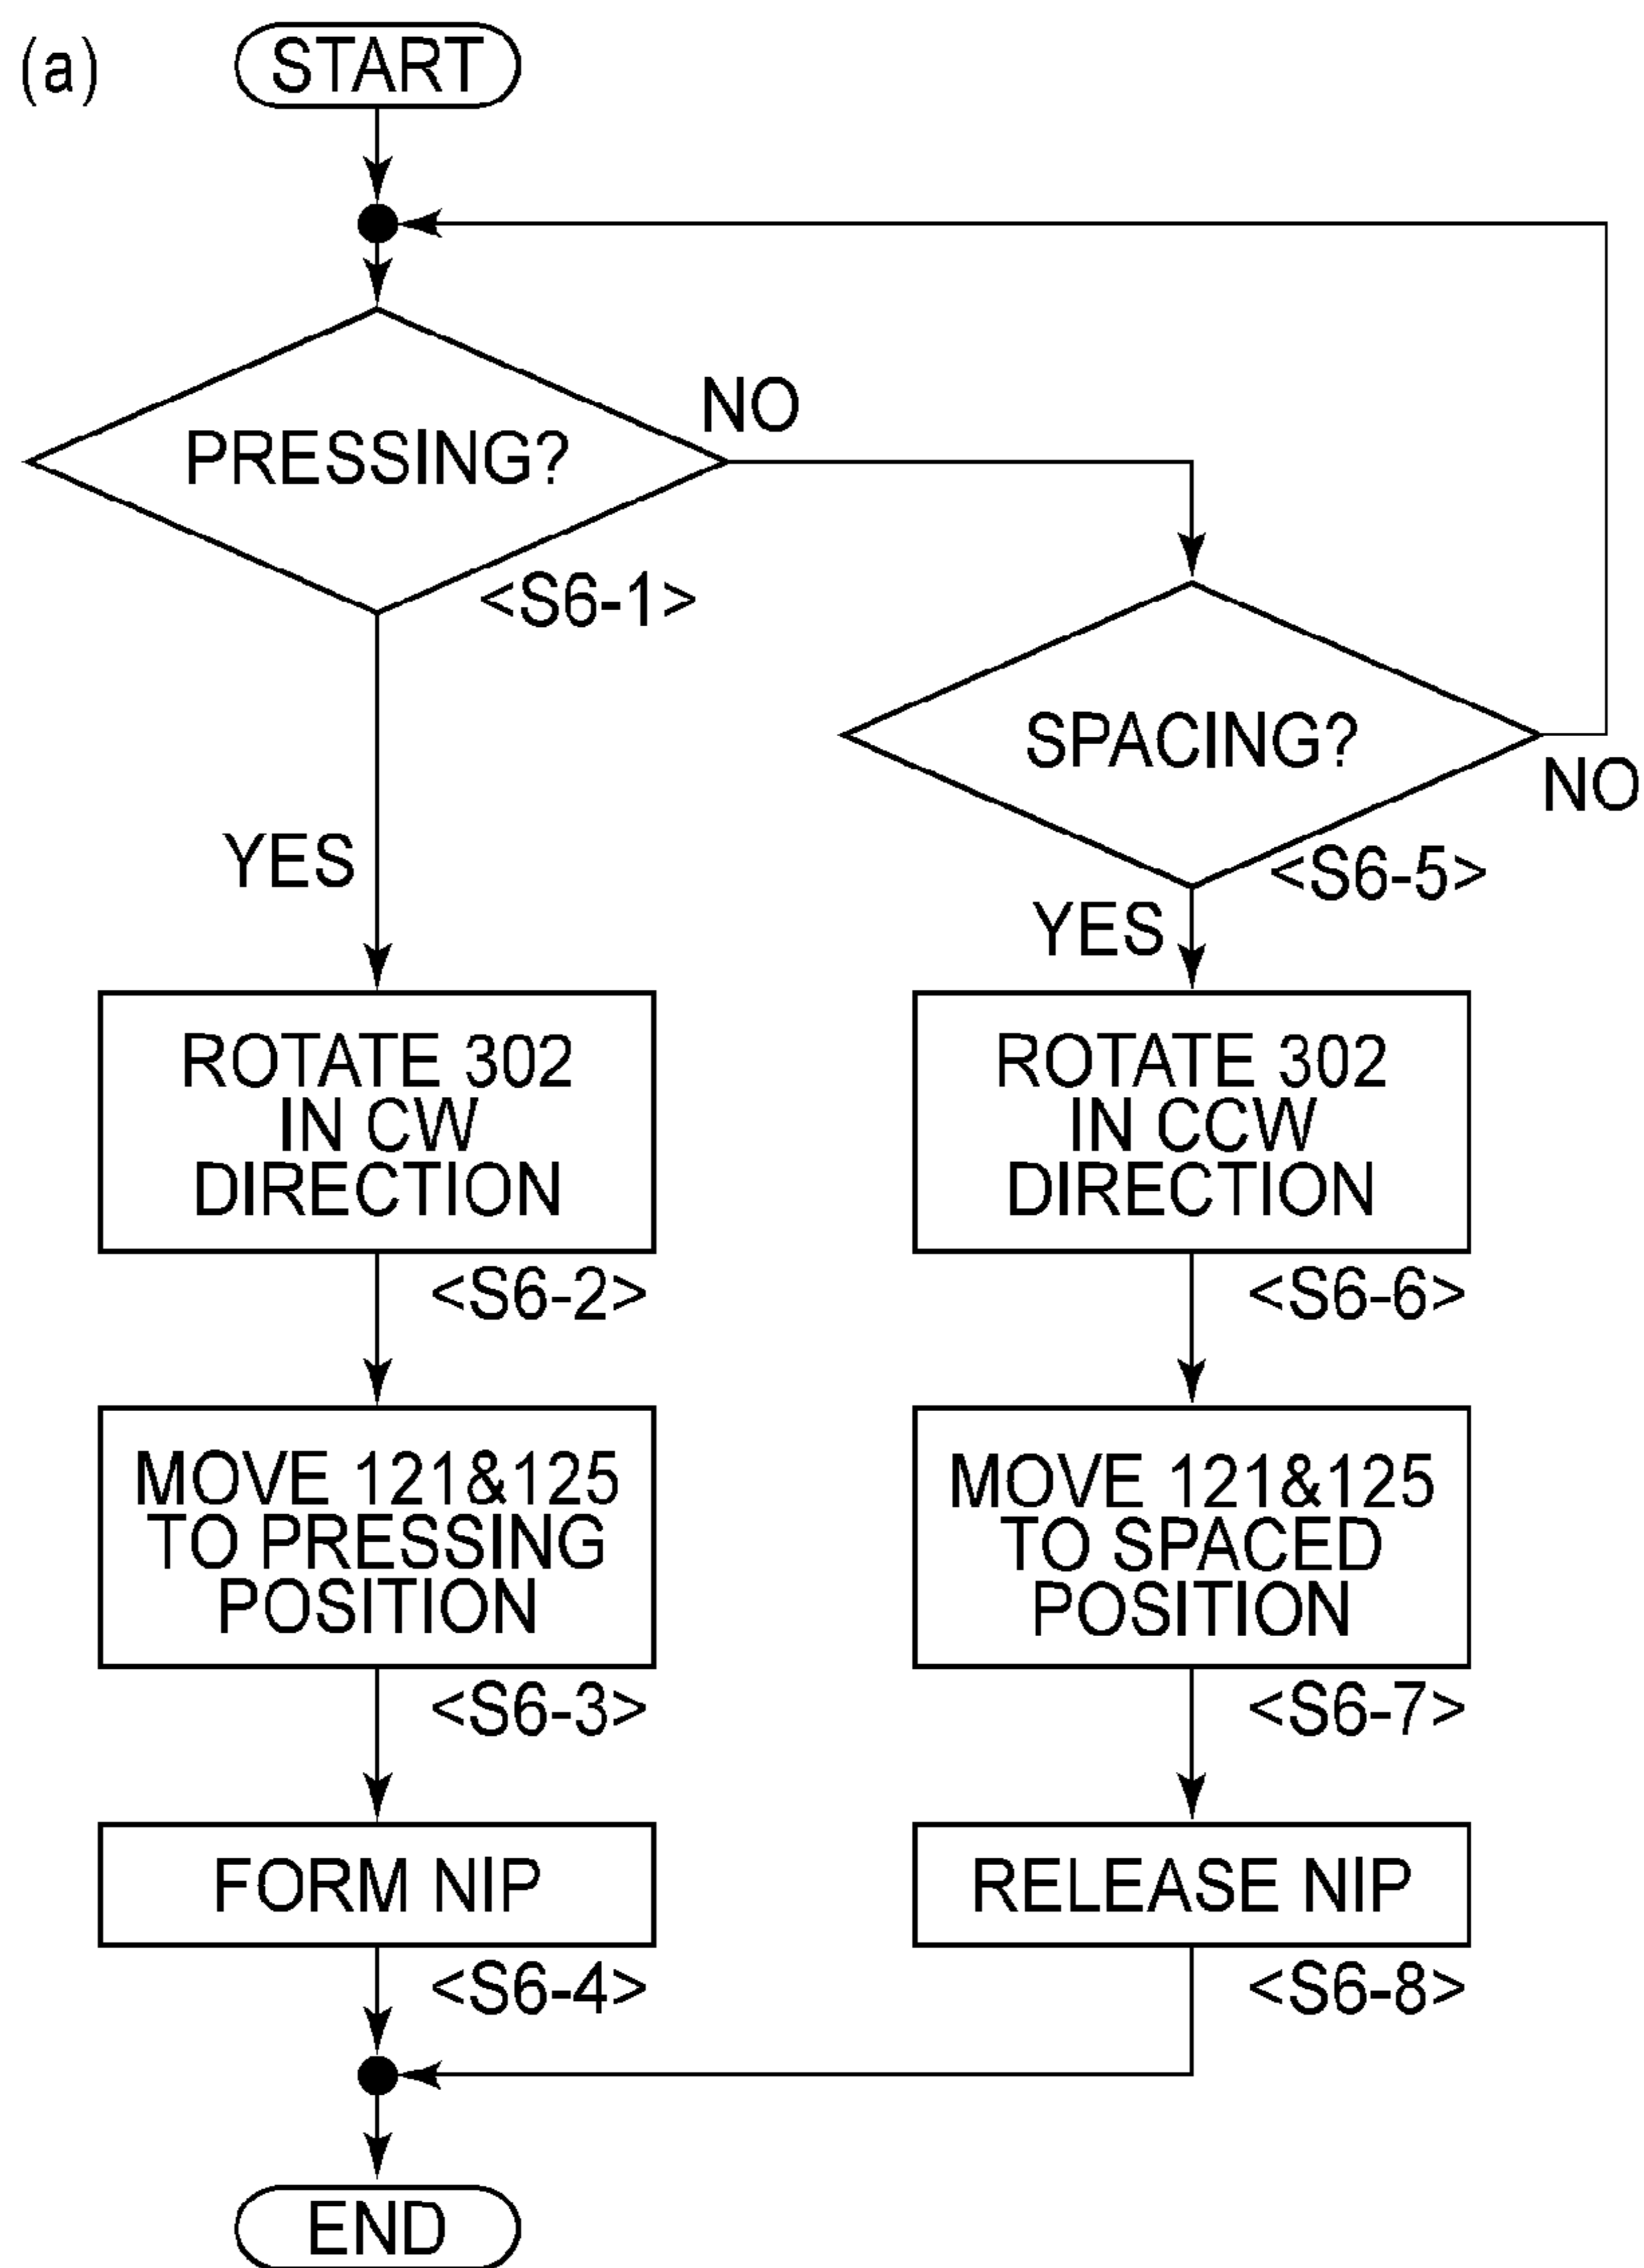 (a)
START
PRESSING?
NO
<S6-1>
SPACING?
NO
<S6-5>
YES
YES
ROTATE 302
IN CW
DIRECTION
<S6-2>
ROTATE 302
IN CCW
DIRECTION
<S6-6>
MOVE 121&125
TO PRESSING
POSITION
<S6-3>
MOVE 121&125
TO SPACED
POSITION
<S6-7>
FORM NIP
<S6-4>
RELEASE NIP
<S6-8>
END